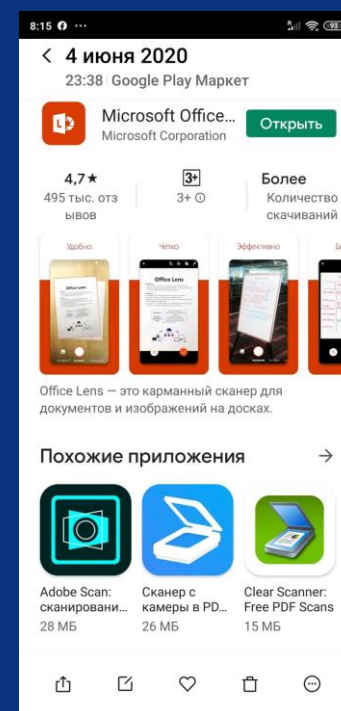 8:15
93
4 июня 2020
23:38 Google Play Маркет
Microsoft Office...
Microsoft Corporation
Открыть
4,7★
495 тыс. отз
ывов
3+
3+
Более
Количество
скачиваний
Удобно
Четко
Эффективно
Office Lens
Office Lens — это карманный сканер для
документов и изображений на досках.
Похожие приложения
Adobe Scan:
сканировани...
28 МБ
Сканер с
камеры в PD...
26 МБ
Clear Scanner:
Free PDF Scans
15 МБ